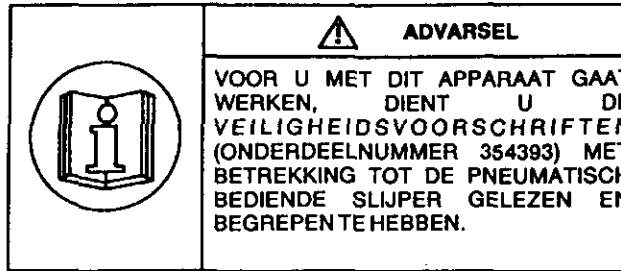 ADVARSEL
VOOR U MET DIT APPARAAT GAAT
WERKEN, DIENT U DE
VEILIGHEIDSVOORSCHRIFTEN
(ONDERDEELNUMMER 354393) MET
BETREKKING TOT DE PNEUMATISCH
BEDIENDE SLIJPER GELEZEN EN
BEGREPEN TE HEBBEN.